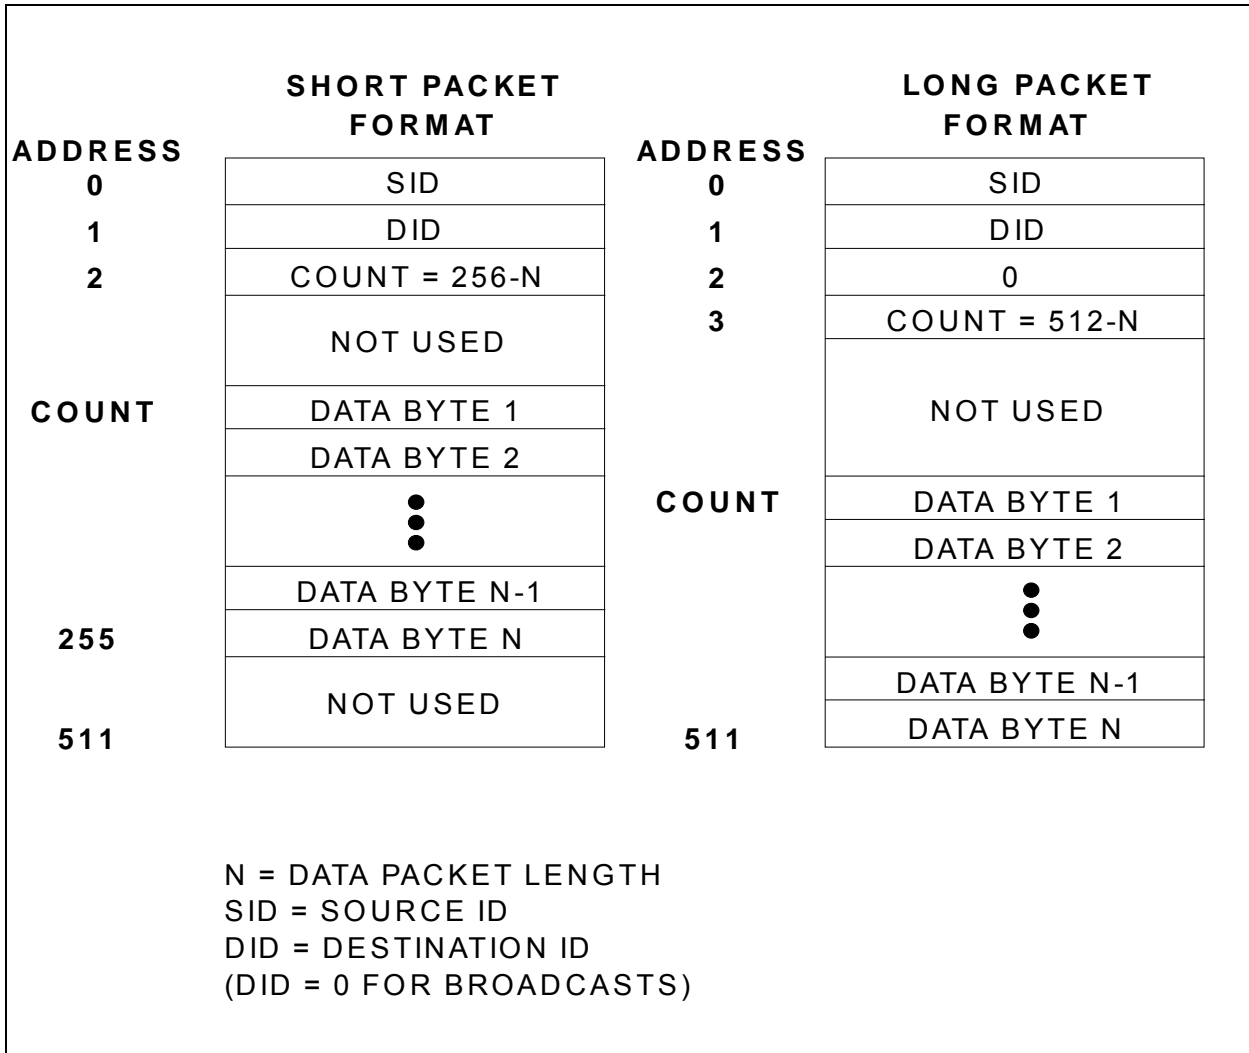 SHORT PACKET
FORMAT
ADDRESS
0
SID
1
DID
2
COUNT = 256-N
NOT USED
COUNT
DATA BYTE 1
DATA BYTE 2
DATA BYTE N-1
255
DATA BYTE N
NOT USED
511
LONG PACKET
FORMAT
ADDRESS
0
SID
1
DID
2
0
3
COUNT = 512-N
NOT USED
COUNT
DATA BYTE 1
DATA BYTE 2
DATA BYTE N-1
511
DATA BYTE N
N = DATA PACKET LENGTH
SID = SOURCE ID
DID = DESTINATION ID
(DID = 0 FOR BROADCASTS)